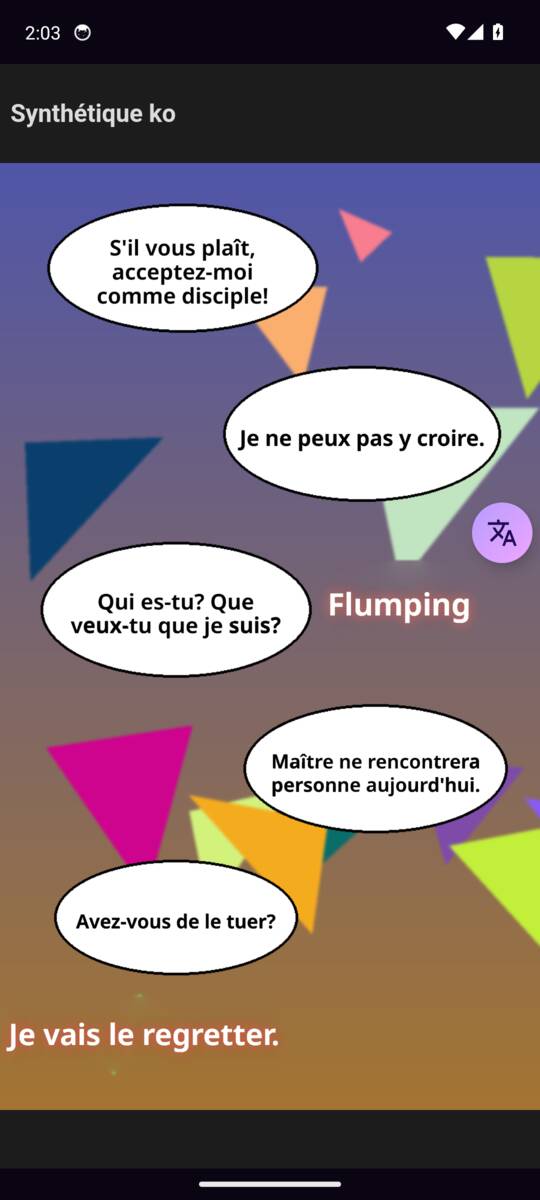 2:03
Synthétique ko
S'il vous plaît,
acceptez-moi
comme disciple!
Je ne peux pas y croire.
Qui es-tu? Que
veux-tu que je suis?
Flumping
Maître ne rencontrera
personne aujourd'hui.
Avez-vous de le tuer?
Je vais le regretter.